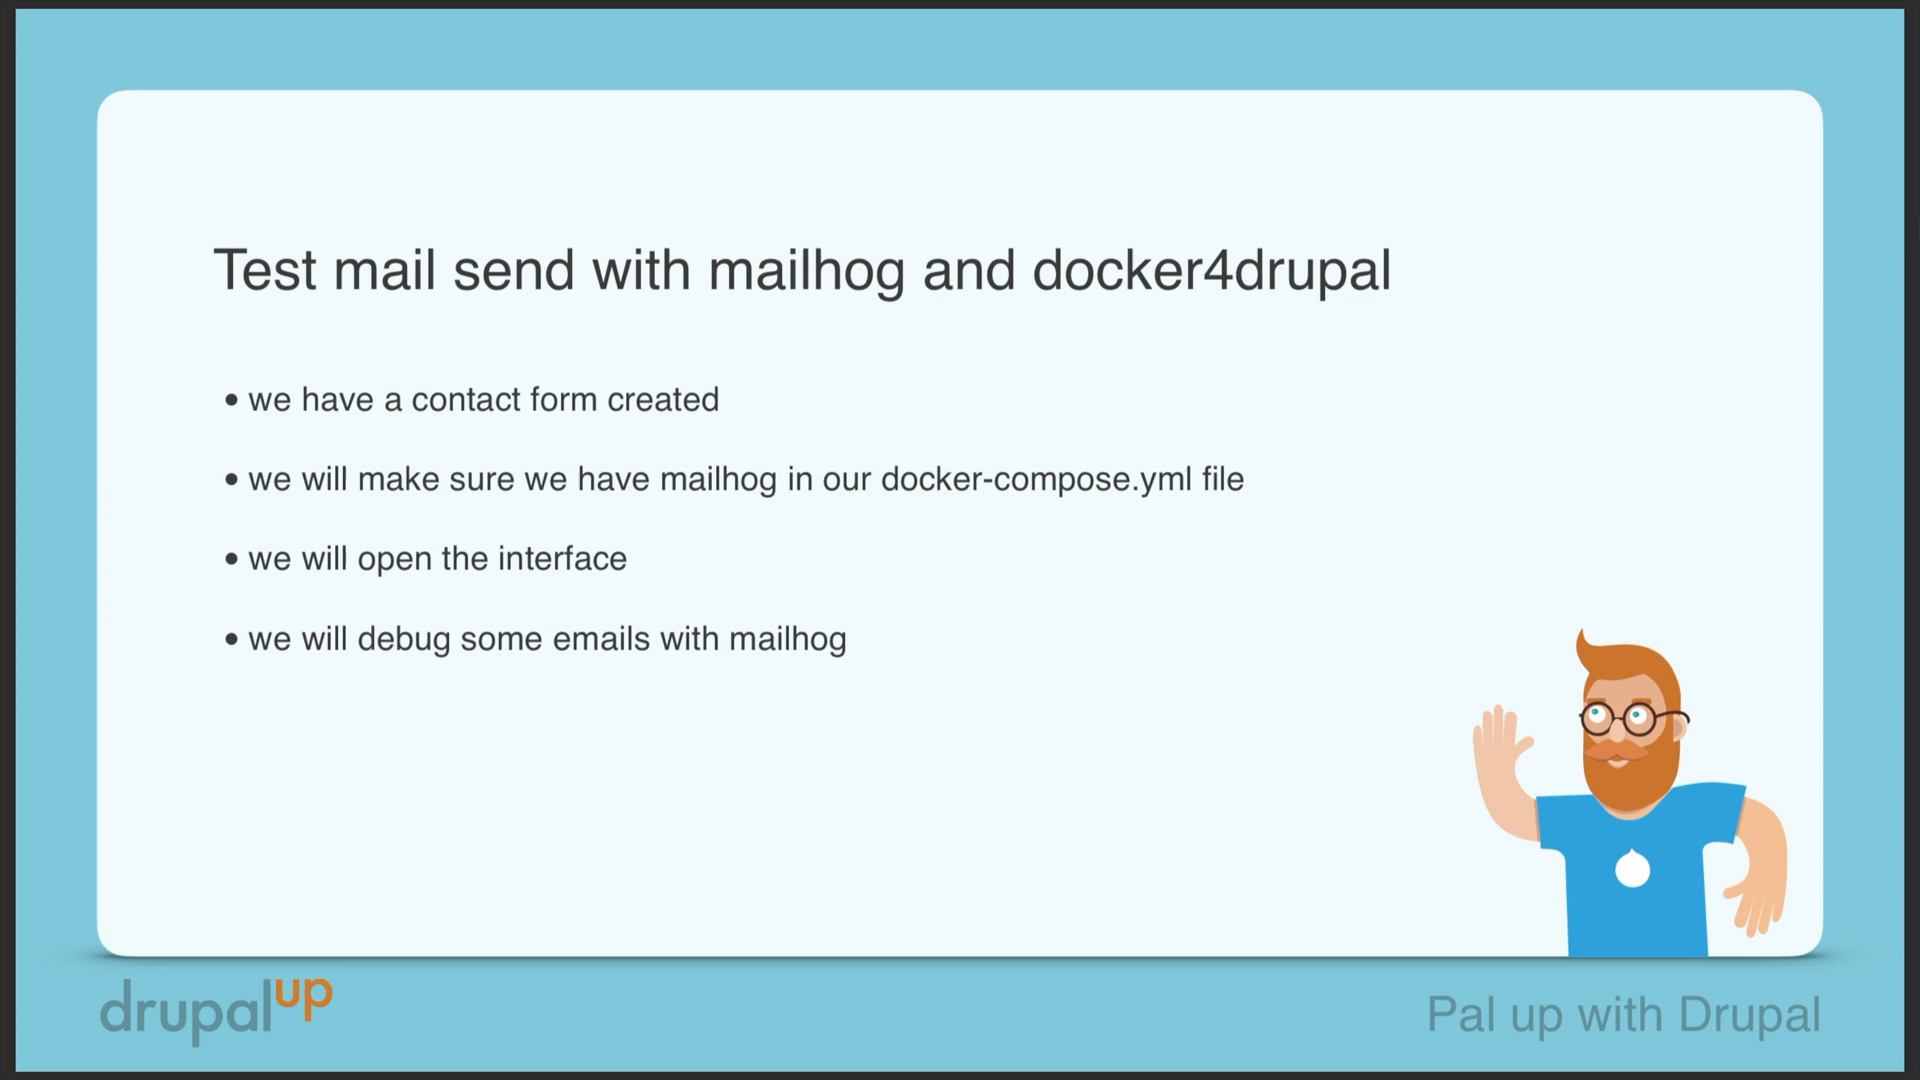 Test mail send with mailhog and docker4drupal
• we have a contact form created
• we will make sure we have mailhog in our docker-compose.yml file
• we will open the interface
• we will debug some emails with mailhog
drupalup
Pal up with Drupal